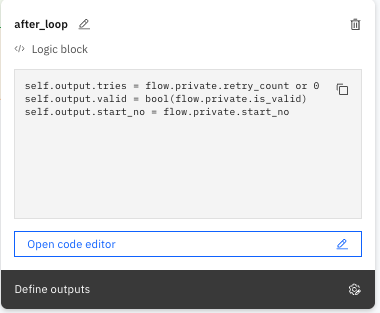 after_loop
</> Logic block
self.output.tries = flow.private.retry_count or 0
self.output.valid = bool(flow.private.is_valid)
self.output.start_no = flow.private.start_no
Open code editor
Define outputs